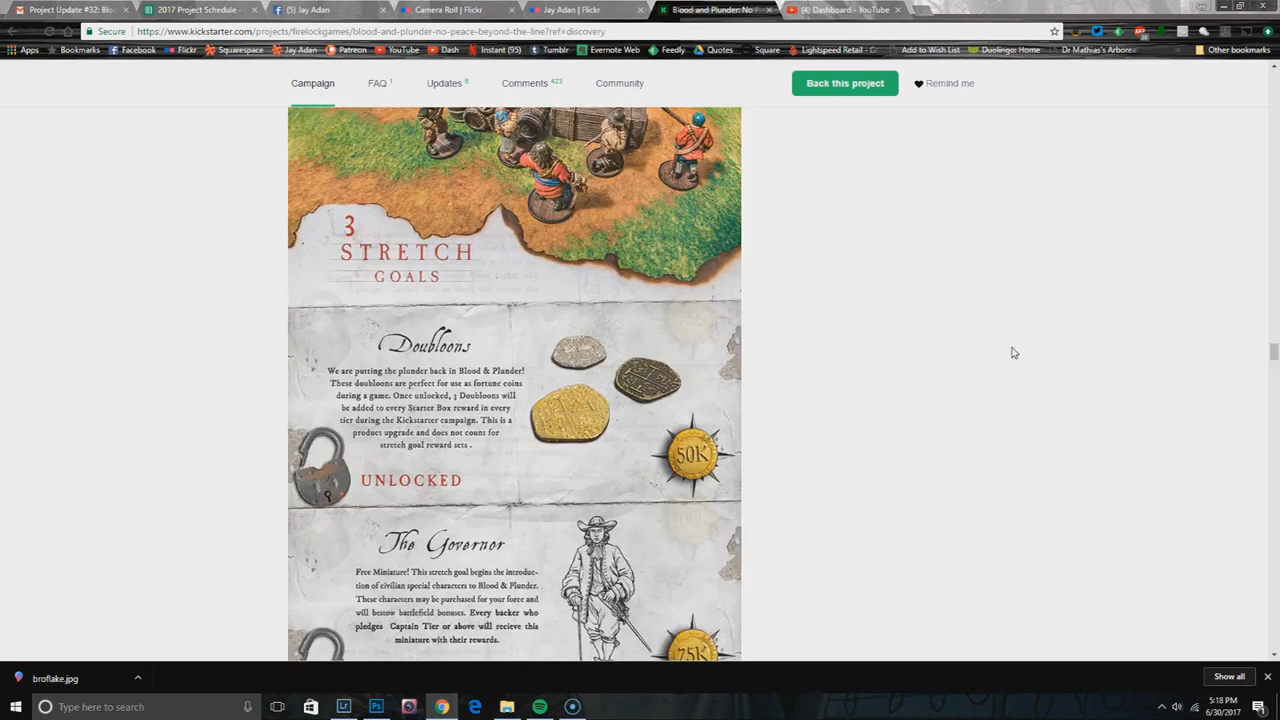 Project Update #32: Blo
2017 Project Schedule - G
(5) Jay Adan
Camera Roll | Flickr
Jay Adan | Flickr
Blood and Plunder: No
(4) Dashboard - YouTube
Secure https://www.kickstarter.com/projects/firelockgames/blood-and-plunder-no-peace-beyond-the-line?ref=discovery
Apps Bookmarks Facebook Flickr Squarespace Patreon YouTube Dash Instant (95) Tumblr Evernote Web Feedly Quotes Square Lightspeed Retail - C Add to Wish List Duolingo: Home Dr Mathias's Arbore Other bookmarks
Campaign FAQ 1 Updates 6 Comments 423 Community Back this project Remind me
3
STRETCH
GOALS
Doubloons
We are putting the plunder back in Blood & Plunder!
These doubloons are perfect for use as fortune coins
during a game. Once unlocked, 3 Doubloons will
be added to every Starter Box reward in every
tier during the Kickstarter campaign. This is a
product upgrade and does not count for
stretch goal reward sets .
50K
UNLOCKED
The Governor
Free Miniature! This stretch goal begins the introduc-
tion of civilian special characters to Blood & Plunder.
These characters may be purchased for your force and
will bestow battlefield bonuses. Every backer who
pledges Captain Tier or above will recieve this
miniature with their rewards.
75K
broflake.jpg
Show all
Type here to search
5:18 PM
6/30/2017